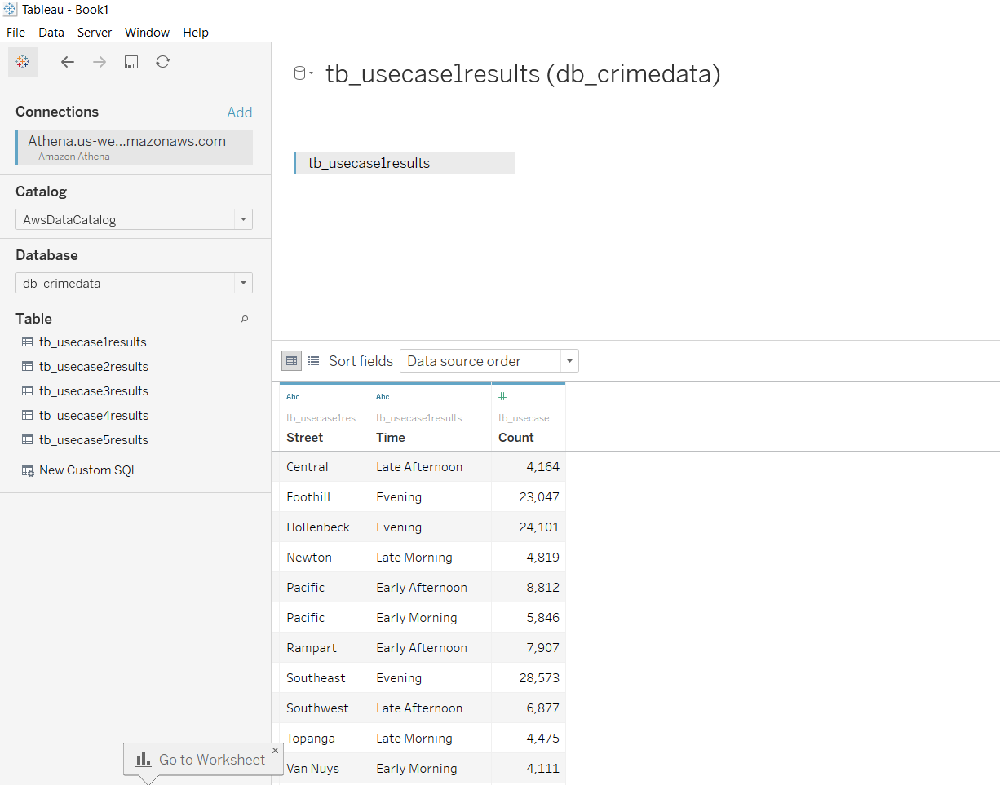 Tableau - Book1
File Data Server Window Help
tb_usecase1results (db_crimedata)
Connections Add
Athena.us-we...mazonaws.com
Amazon Athena
tb_usecase1results
Catalog
AwsDataCatalog
Database
db_crimedata
Table
tb_usecase1results
tb_usecase2results
tb_usecase3results
tb_usecase4results
tb_usecase5results
New Custom SQL
Sort fields Data source order
Abc Abc #
tb_usecase1res... tb_usecase1results tb_usecase...
Street Time Count
Central Late Afternoon 4,164
Foothill Evening 23,047
Hollenbeck Evening 24,101
Newton Late Morning 4,819
Pacific Early Afternoon 8,812
Pacific Early Morning 5,846
Rampart Early Afternoon 7,907
Southeast Evening 28,573
Southwest Late Afternoon 6,877
Topanga Late Morning 4,475
Van Nuys Early Morning 4,111
Go to Worksheet